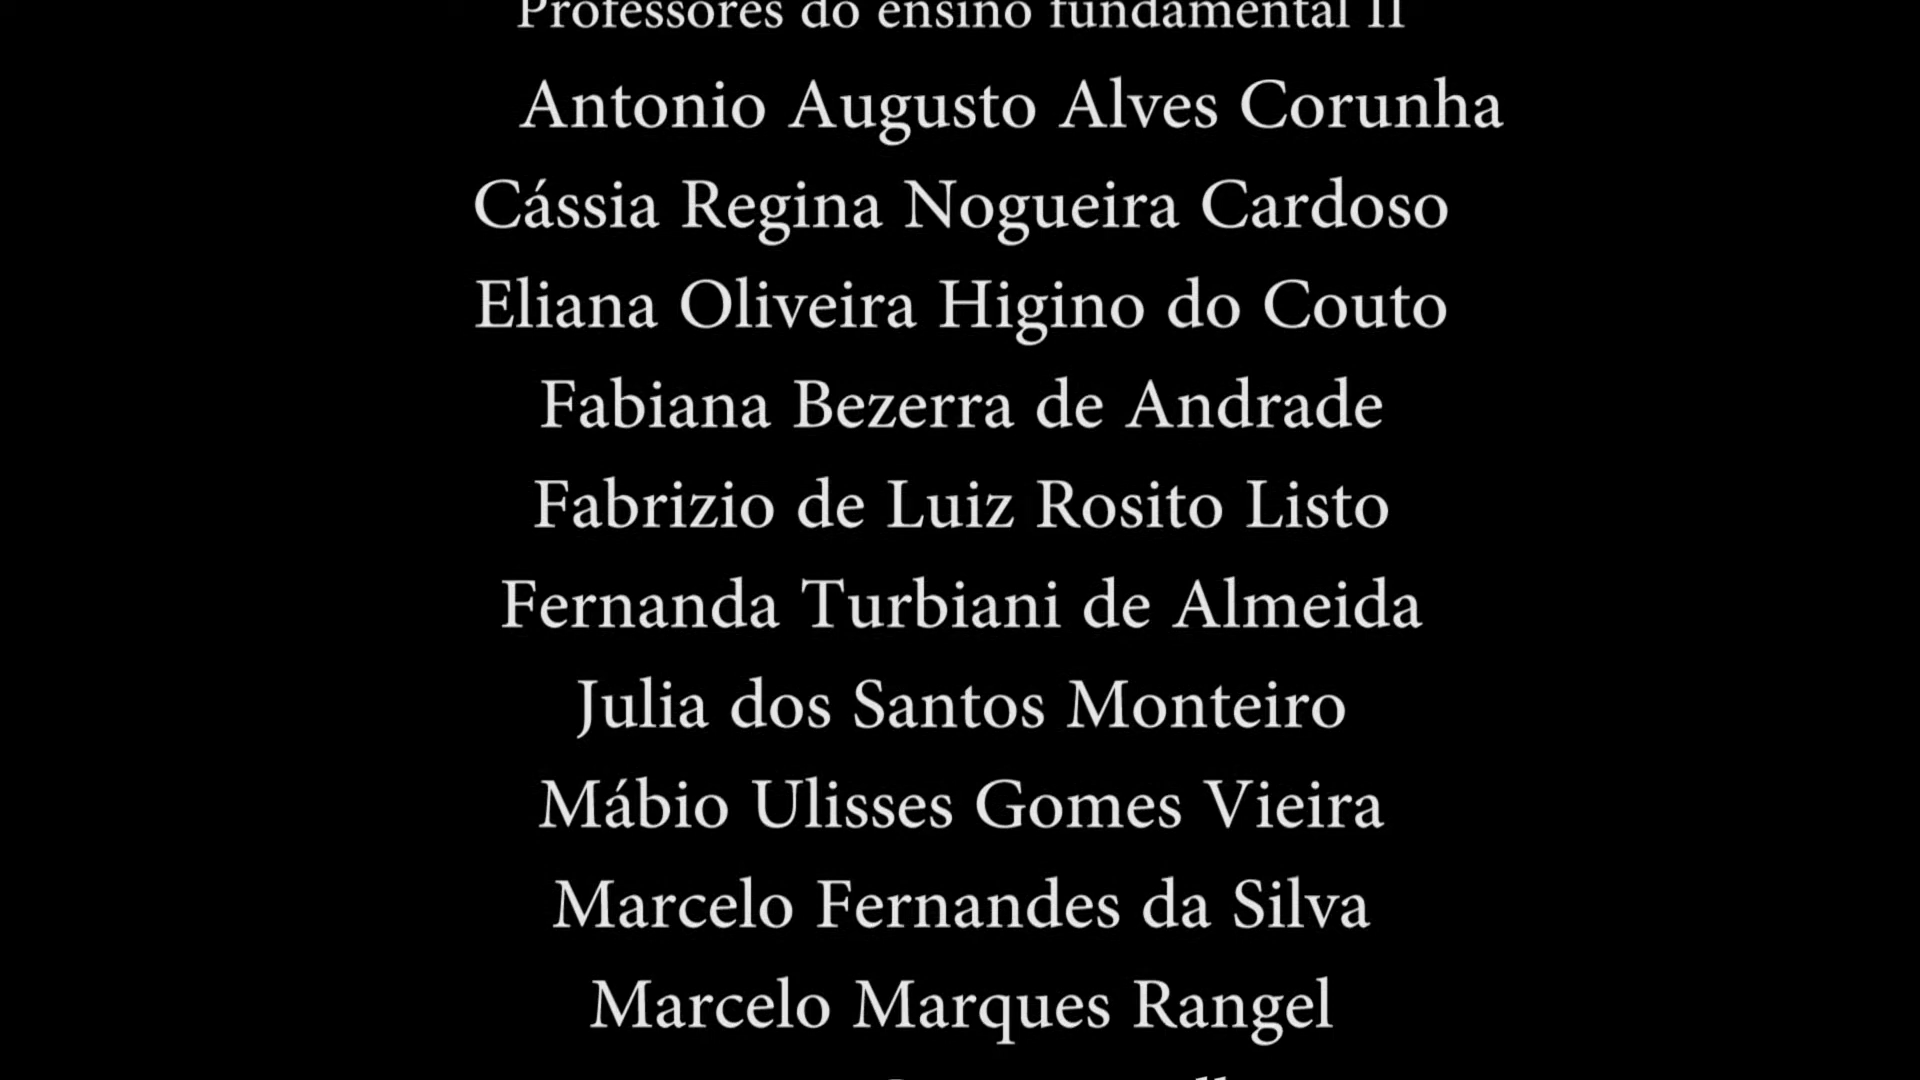 Professores do ensino fundamental II
Antonio Augusto Alves Corunha
Cássia Regina Nogueira Cardoso
Eliana Oliveira Higino do Couto
Fabiana Bezerra de Andrade
Fabrizio de Luiz Rosito Listo
Fernanda Turbiani de Almeida
Julia dos Santos Monteiro
Mábio Ulisses Gomes Vieira
Marcelo Fernandes da Silva
Marcelo Marques Rangel